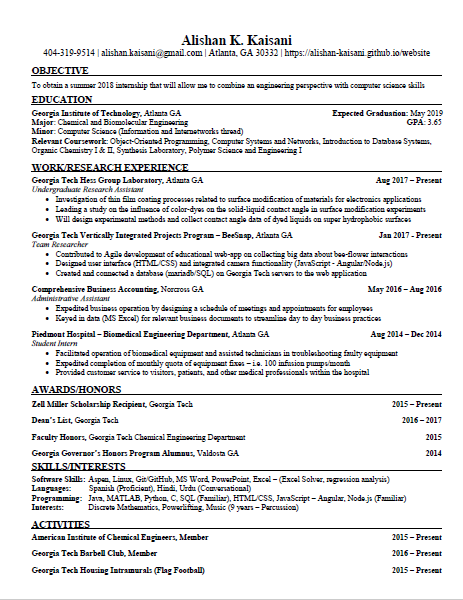 Alishan K. Kaisani
404-319-9514 | alishan.kaisani@gmail.com | Atlanta, GA 30332 | https://alishan-kaisani.github.io/website
OBJECTIVE
To obtain a summer 2018 internship that will allow me to combine an engineering perspective with computer science skills
EDUCATION
Georgia Institute of Technology, Atlanta GA Expected Graduation: May 2019
Major: Chemical and Biomolecular Engineering GPA: 3.65
Minor: Computer Science (Information and Internetworks thread)
Relevant Coursework: Object-Oriented Programming, Computer Systems and Networks, Introduction to Database Systems,
Organic Chemistry I & II, Synthesis Laboratory, Polymer Science and Engineering I
WORK/RESEARCH EXPERIENCE
Georgia Tech Hess Group Laboratory, Atlanta GA Aug 2017 – Present
Undergraduate Research Assistant
• Investigation of thin film coating processes related to surface modification of materials for electronics applications
• Leading a study on the influence of color-dyes on the solid-liquid contact angle in surface modification experiments
• Will design experimental methods and collect contact angle data of dyed liquids on super hydrophobic surfaces
Georgia Tech Vertically Integrated Projects Program – BeeSnap, Atlanta GA Jan 2017 - Present
Team Researcher
• Contributed to Agile development of educational web-app on collecting big data about bee-flower interactions
• Designed user interface (HTML/CSS) and integrated camera functionality (JavaScript - Angular/Node.js)
• Created and connected a database (mariadb/SQL) on Georgia Tech servers to the web application
Comprehensive Business Accounting, Norcross GA May 2016 – Aug 2016
Administrative Assistant
• Expedited business operation by designing a schedule of meetings and appointments for employees
• Keyed in data (MS Excel) for relevant business documents to streamline day to day business practices
Piedmont Hospital – Biomedical Engineering Department, Atlanta GA Aug 2014 – Dec 2014
Student Intern
• Facilitated operation of biomedical equipment and assisted technicians in troubleshooting faulty equipment
• Expedited completion of monthly quota of equipment fixes – i.e. 100 infusion pumps/month
• Provided customer service to visitors, patients, and other medical professionals within the hospital
AWARDS/HONORS
Zell Miller Scholarship Recipient, Georgia Tech 2015 – Present
Dean's List, Georgia Tech 2016 – 2017
Faculty Honors, Georgia Tech Chemical Engineering Department 2015
Georgia Governor's Honors Program Alumnus, Valdosta GA 2014
SKILLS/INTERESTS
Software Skills: Aspen, Linux, Git/GitHub, MS Word, PowerPoint, Excel – (Excel Solver, regression analysis)
Languages: Spanish (Proficient), Hindi, Urdu (Conversational)
Programming: Java, MATLAB, Python, C, SQL (Familiar), HTML/CSS, JavaScript – Angular, Node.js (Familiar)
Interests: Discrete Mathematics, Powerlifting, Music (9 years – Percussion)
ACTIVITIES
American Institute of Chemical Engineers, Member 2015 – Present
Georgia Tech Barbell Club, Member 2016 – Present
Georgia Tech Housing Intramurals (Flag Football) 2015 – Present